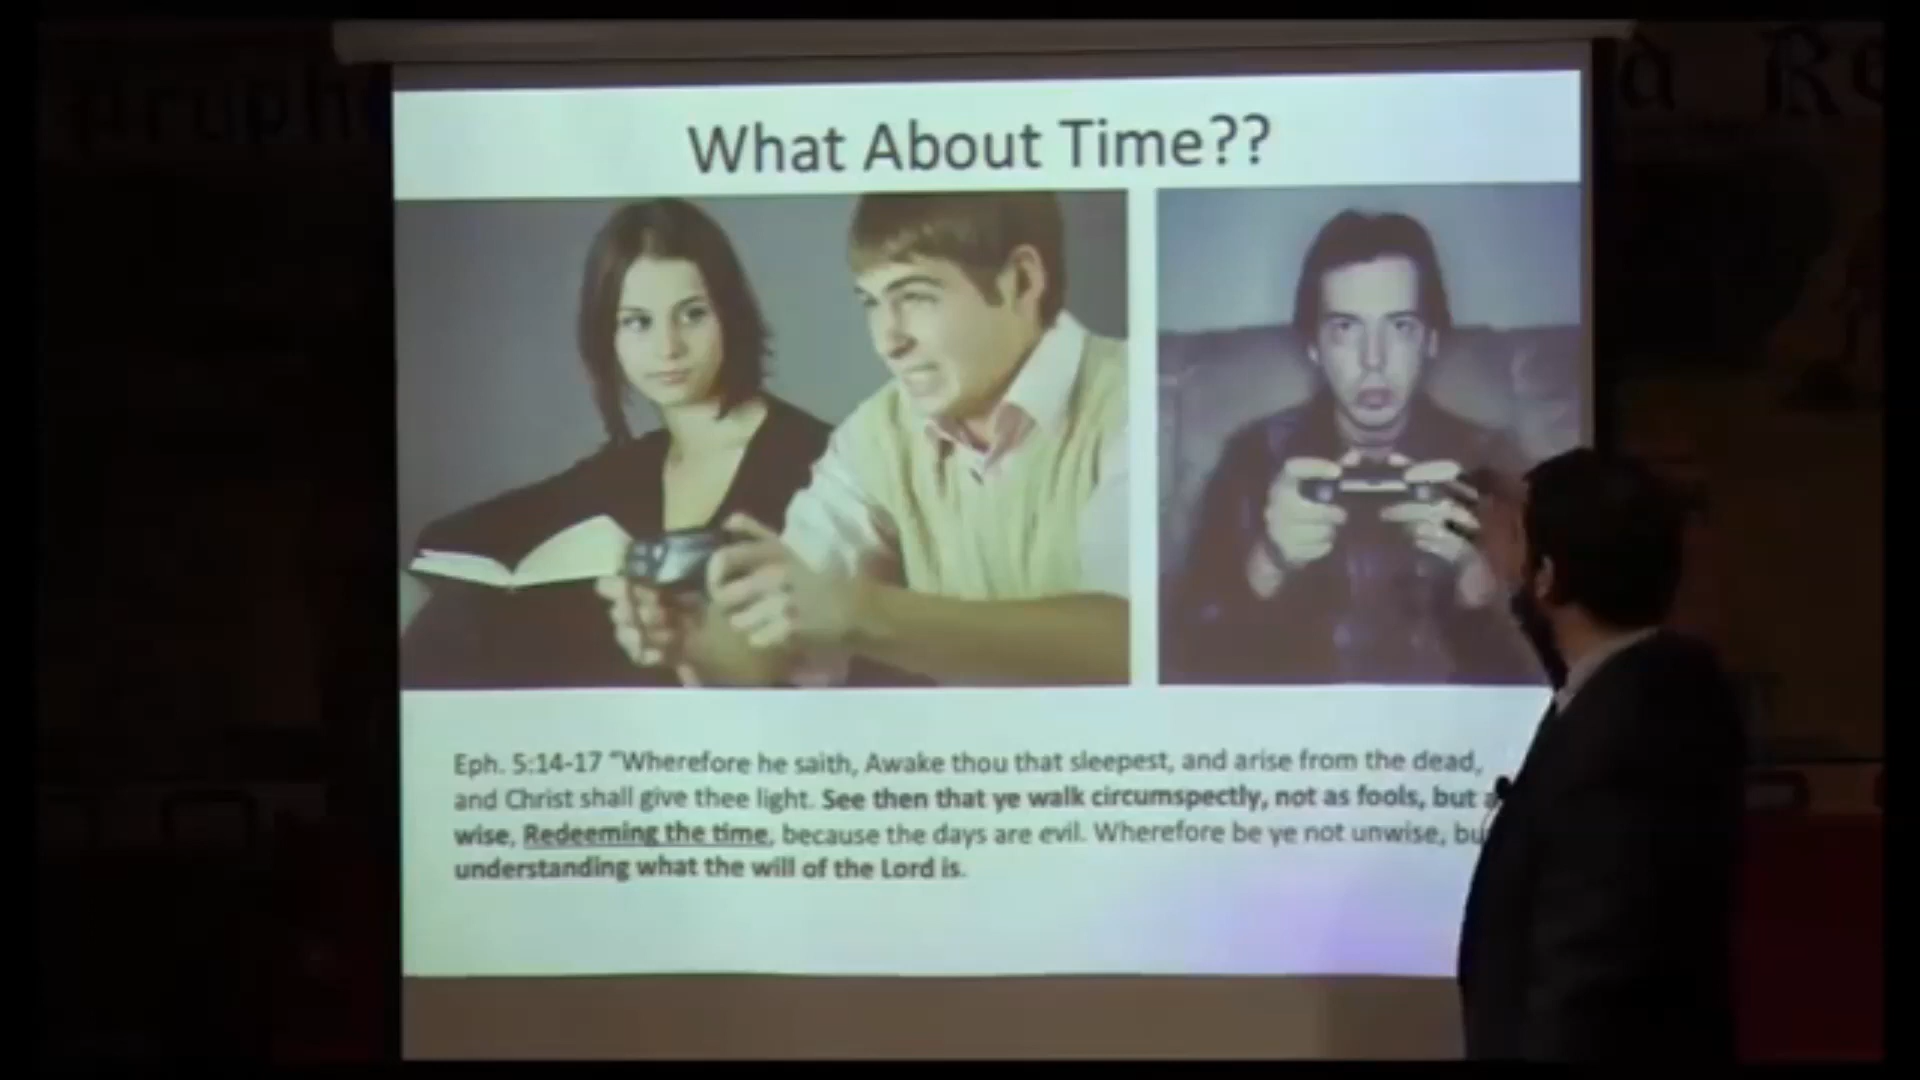 What About Time??
Eph. 5:14-17 "Wherefore he saith, Awake thou that sleepest, and arise from the dead,
and Christ shall give thee light. See then that ye walk circumspectly, not as fools, but
wise, Redeeming the time, because the days are evil. Wherefore be ye not unwise,
understanding what the will of the Lord is.